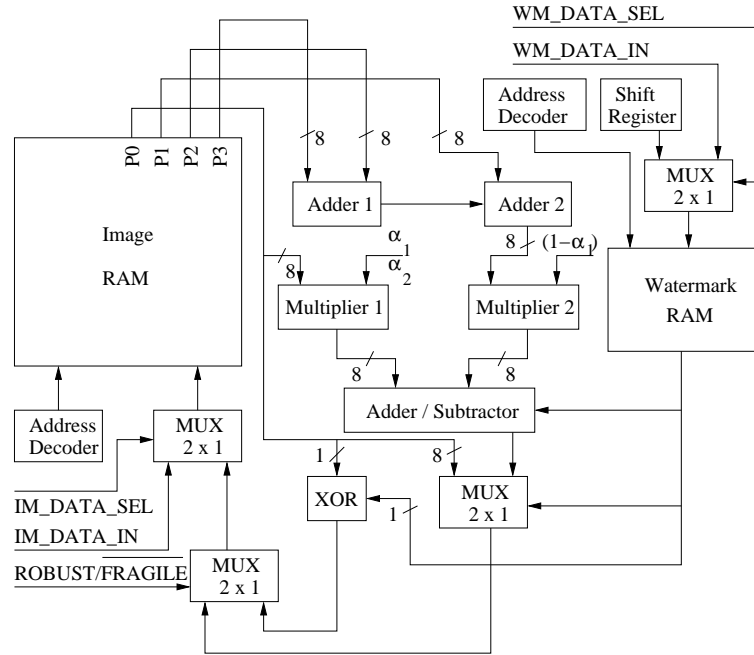 WM_DATA_SEL
WM_DATA_IN
Address
Decoder
Shift
Register
P0
P1
P2
P3
8
8
8
MUX
2 x 1
Adder 1
Adder 2
Image
RAM
α1
α2
8
8
(1−α1)
Multiplier 1
Multiplier 2
Watermark
RAM
8
8
Adder / Subtractor
Address
Decoder
MUX
2 x 1
1
8
IM_DATA_SEL
XOR
1
MUX
2 x 1
IM_DATA_IN
ROBUST/FRAGILE
MUX
2 x 1